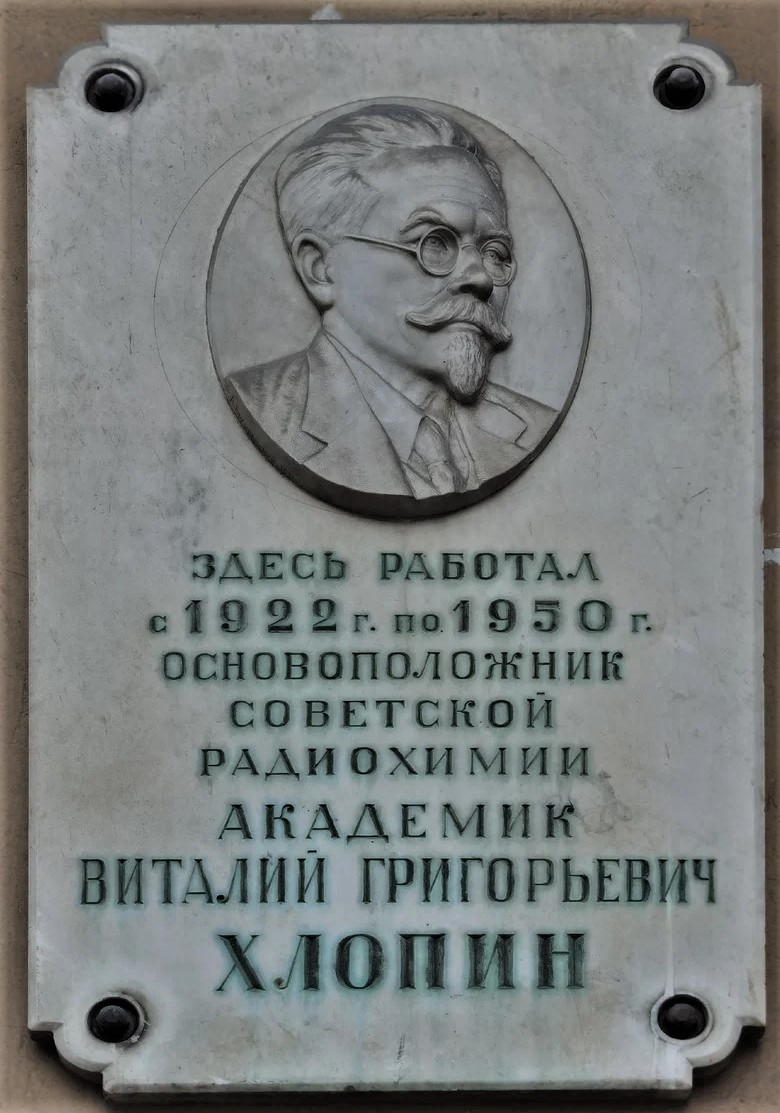 ЗДЕСЬ РАБОТАЛ
с 1922 г. по 1950 г.
ОСНОВОПОЛОЖНИК
СОВЕТСКОЙ
РАДИОХИМИИ
АКАДЕМИК
ВИТАЛИЙ ГРИГОРЬЕВИЧ
ХЛОПИН